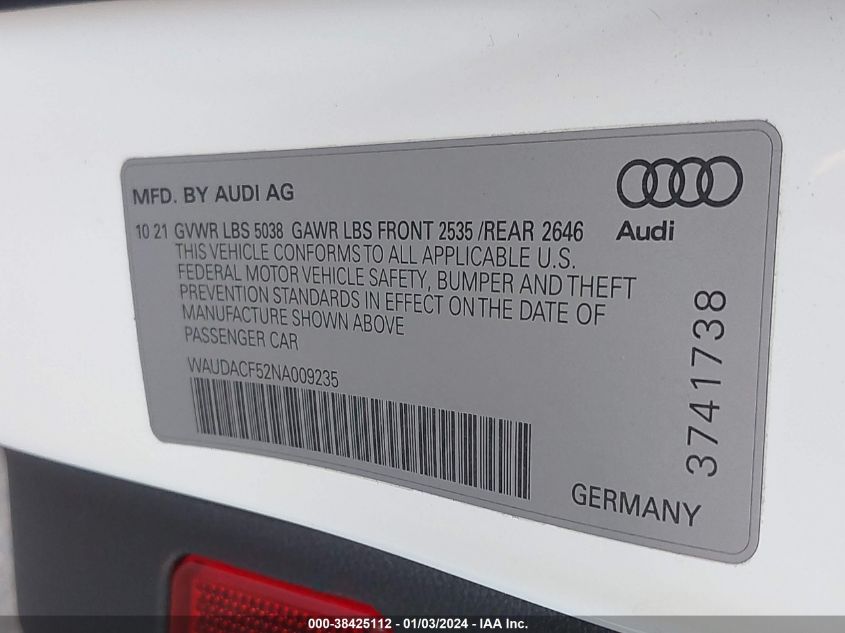 MFD. BY AUDI AG
Audi
10 21 GVWR LBS 5038 GAWR LBS FRONT 2535 /REAR 2646
THIS VEHICLE CONFORMS TO ALL APPLICABLE U.S.
FEDERAL MOTOR VEHICLE SAFETY, BUMPER AND THEFT
PREVENTION STANDARDS IN EFFECT ON THE DATE OF
MANUFACTURE SHOWN ABOVE
PASSENGER CAR
WAUDACF52NA009235
3741738
GERMANY
000-38425112 - 01/03/2024 - IAA Inc.